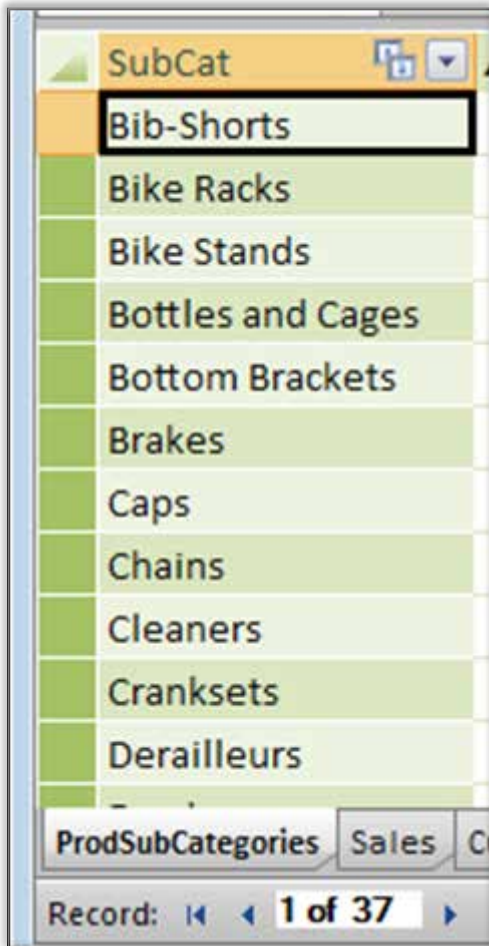 SubCat
Bib-Shorts
Bike Racks
Bike Stands
Bottles and Cages
Bottom Brackets
Brakes
Caps
Chains
Cleaners
Cranksets
Derailleurs
ProdSubCategories Sales
Record: 1 of 37